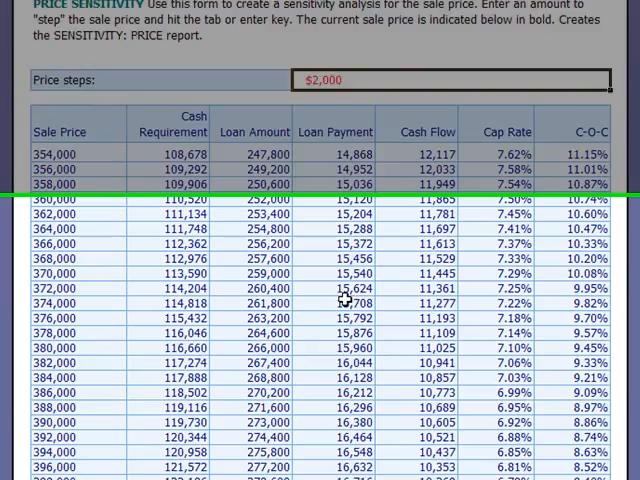 PRICE SENSITIVITY Use this form to create a sensitivity analysis for the sale price. Enter an amount to
"step" the sale price and hit the tab or enter key. The current sale price is indicated below in bold. Creates
the SENSITIVITY: PRICE report.
Price steps: $2,000
Sale Price Cash Requirement Loan Amount Loan Payment Cash Flow Cap Rate C-O-C
354,000 108,678 247,800 14,868 12,117 7.62% 11.15%
356,000 109,292 249,200 14,952 12,033 7.58% 11.01%
358,000 109,906 250,600 15,036 11,949 7.54% 10.87%
360,000 110,520 252,000 15,120 11,865 7.50% 10.74%
362,000 111,134 253,400 15,204 11,781 7.45% 10.60%
364,000 111,748 254,800 15,288 11,697 7.41% 10.47%
366,000 112,362 256,200 15,372 11,613 7.37% 10.33%
368,000 112,976 257,600 15,456 11,529 7.33% 10.20%
370,000 113,590 259,000 15,540 11,445 7.29% 10.08%
372,000 114,204 260,400 15,624 11,361 7.25% 9.95%
374,000 114,818 261,800 15,708 11,277 7.22% 9.82%
376,000 115,432 263,200 15,792 11,193 7.18% 9.70%
378,000 116,046 264,600 15,876 11,109 7.14% 9.57%
380,000 116,660 266,000 15,960 11,025 7.10% 9.45%
382,000 117,274 267,400 16,044 10,941 7.06% 9.33%
384,000 117,888 268,800 16,128 10,857 7.03% 9.21%
386,000 118,502 270,200 16,212 10,773 6.99% 9.09%
388,000 119,116 271,600 16,296 10,689 6.95% 8.97%
390,000 119,730 273,000 16,380 10,605 6.92% 8.86%
392,000 120,344 274,400 16,464 10,521 6.88% 8.74%
394,000 120,958 275,800 16,548 10,437 6.85% 8.63%
396,000 121,572 277,200 16,632 10,353 6.81% 8.52%